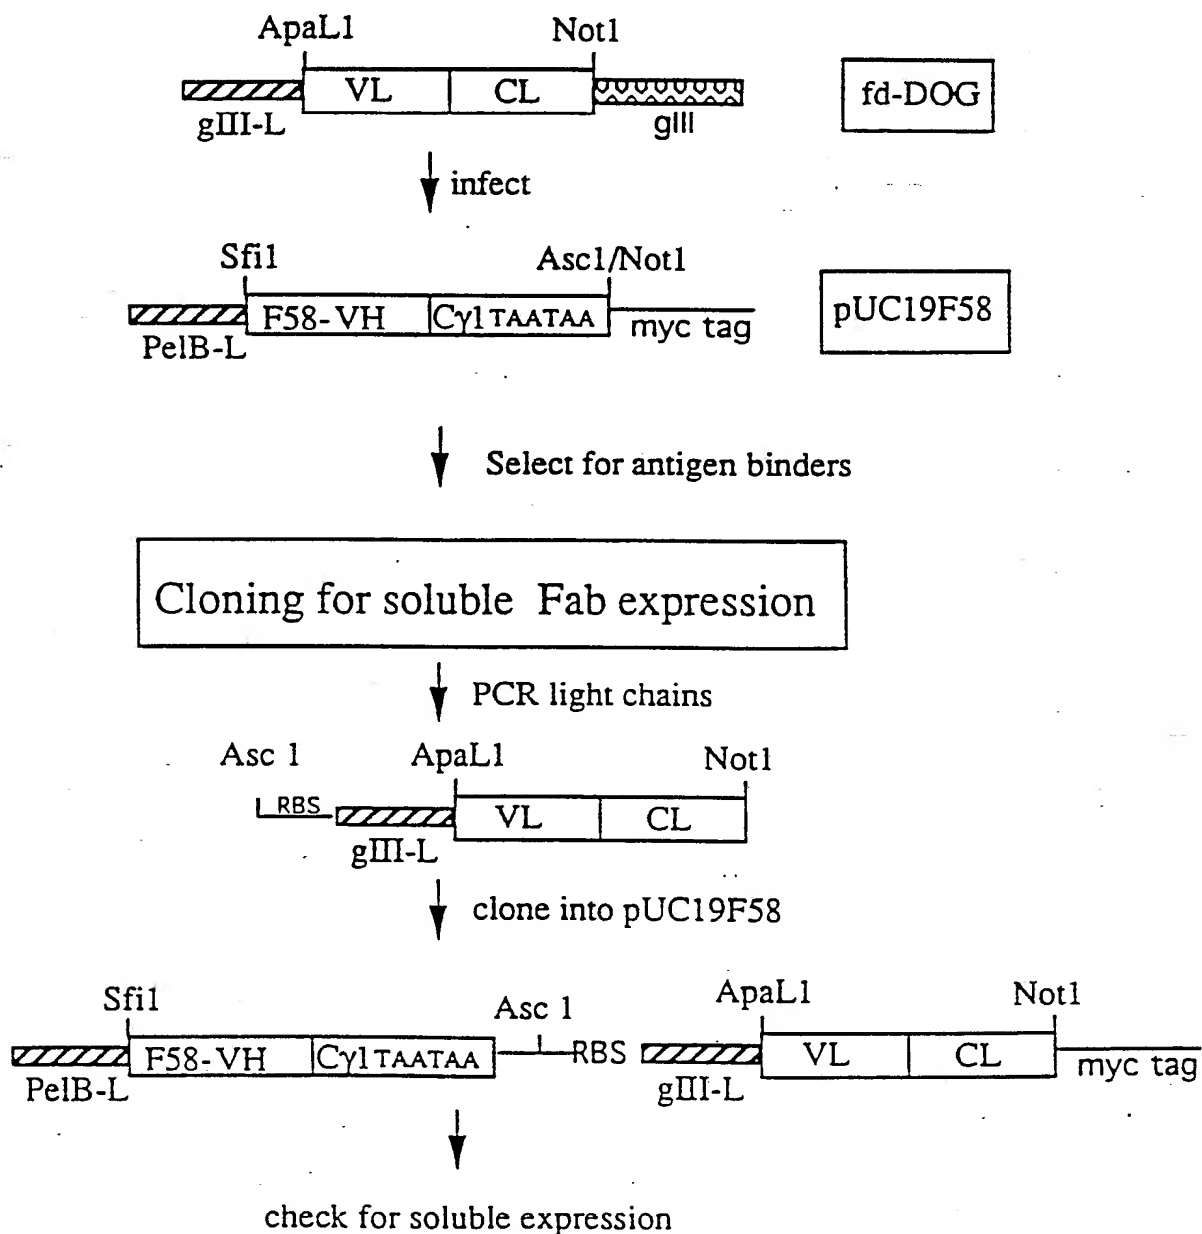 ApaL1 Not1
VL CL
gIII-L gIII
fd-DOG
infect
Sfi1 Asc1/Not1
F58-VH Cγ1 TAATAA myc tag
PelB-L
pUC19F58
Select for antigen binders
Cloning for soluble Fab expression
PCR light chains
Asc 1 ApaL1 Not1
RBS VL CL
gIII-L
clone into pUC19F58
Sfi1 Asc 1 ApaL1 Not1
F58-VH Cγ1 TAATAA RBS VL CL myc tag
PelB-L gIII-L
check for soluble expression